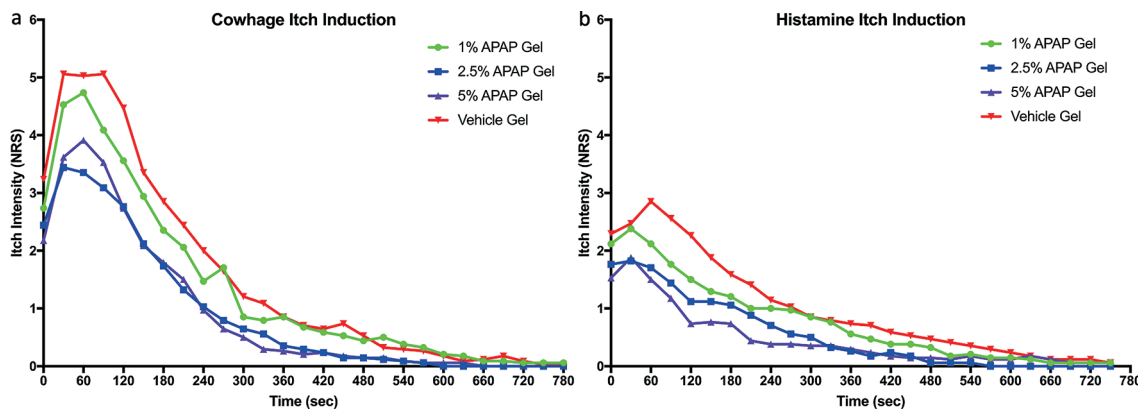 a
Cowhage Itch Induction
6
5
4
3
2
1
0
Itch Intensity (NRS)
1% APAP Gel
2.5% APAP Gel
5% APAP Gel
Vehicle Gel
0 60 120 180 240 300 360 420 480 540 600 660 720 780
Time (sec)
b
Histamine Itch Induction
6
5
4
3
2
1
0
Itch Intensity (NRS)
1% APAP Gel
2.5% APAP Gel
5% APAP Gel
Vehicle Gel
0 60 120 180 240 300 360 420 480 540 600 660 720 780
Time (sec)